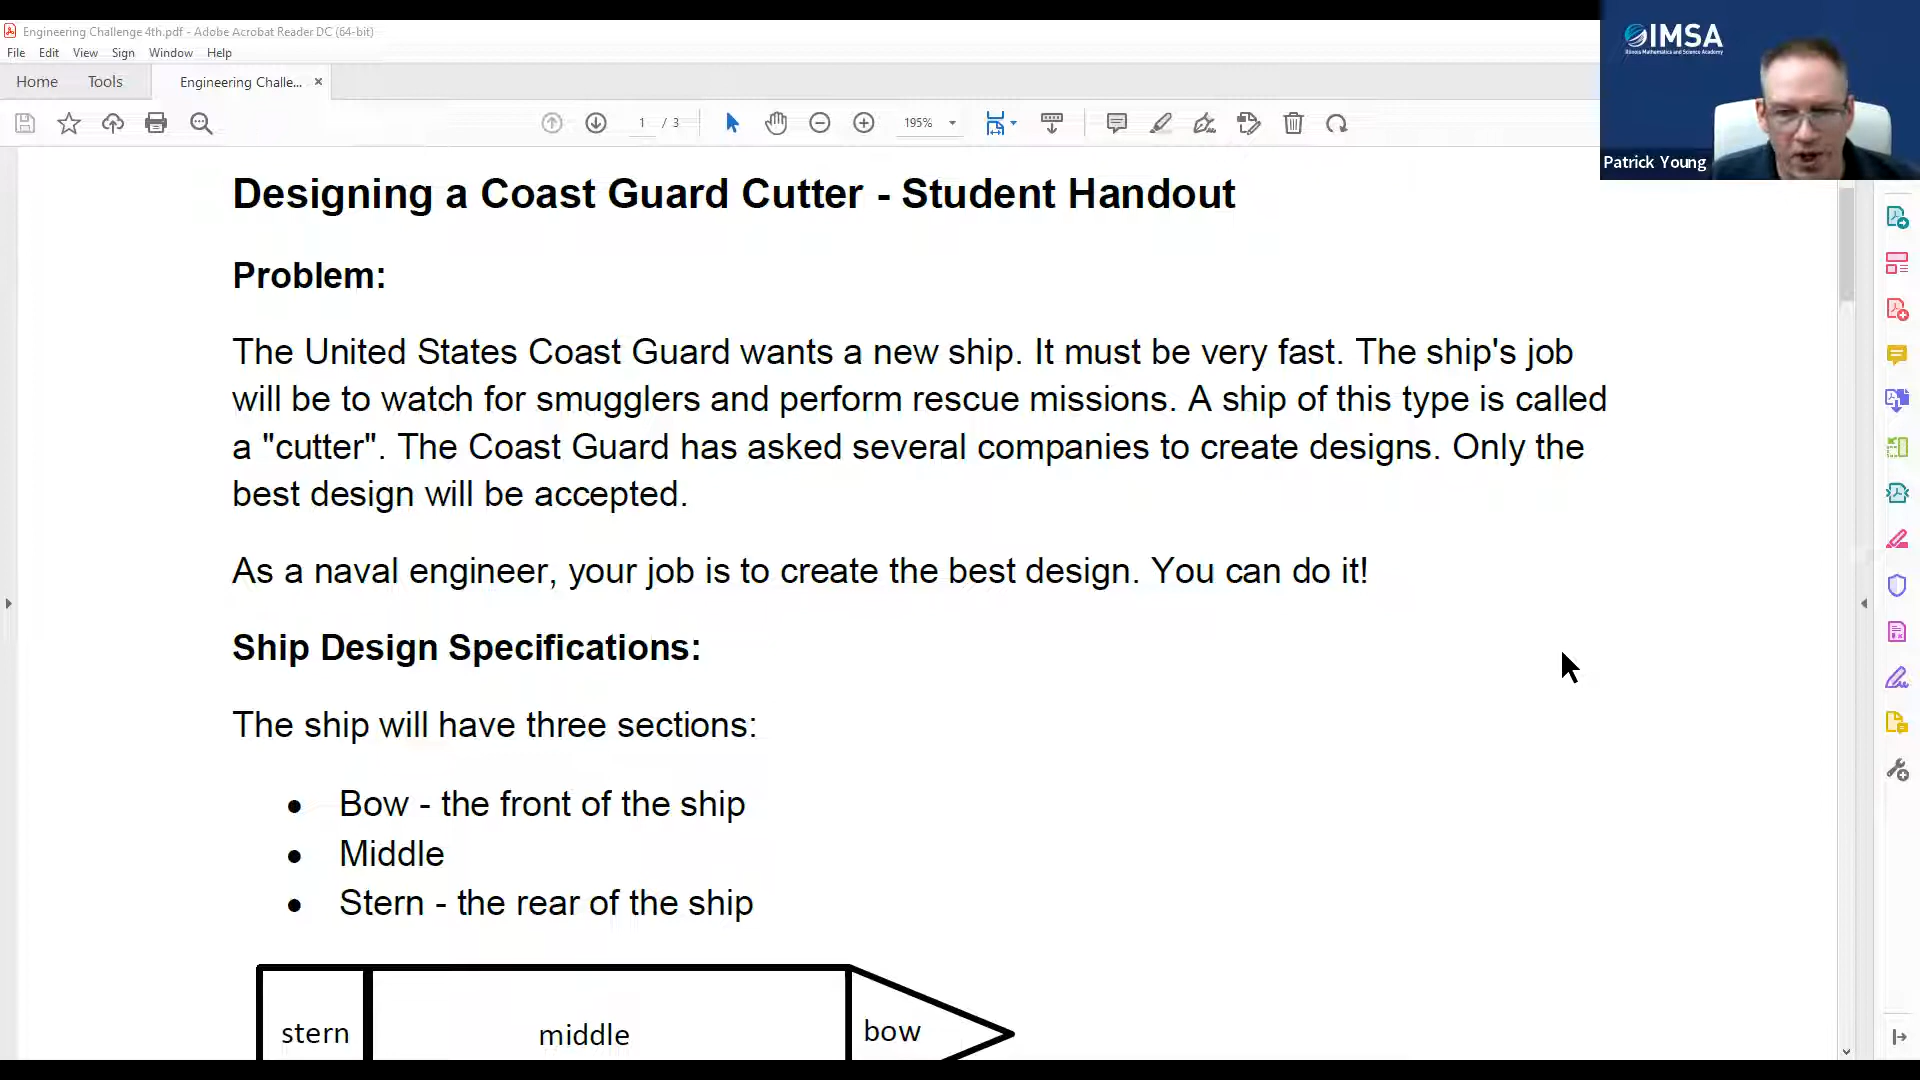 Engineering Challenge 4th.pdf - Adobe Acrobat Reader DC (64-bit)
File Edit View Sign Window Help
Home Tools Engineering Challe... ×
1 / 3 195%
IMSA
Illinois Mathematics and Science Academy
Patrick Young
Designing a Coast Guard Cutter - Student Handout
Problem:
The United States Coast Guard wants a new ship. It must be very fast. The ship's job
will be to watch for smugglers and perform rescue missions. A ship of this type is called
a "cutter". The Coast Guard has asked several companies to create designs. Only the
best design will be accepted.
As a naval engineer, your job is to create the best design. You can do it!
Ship Design Specifications:
The ship will have three sections:
• Bow - the front of the ship
• Middle
• Stern - the rear of the ship
stern middle bow